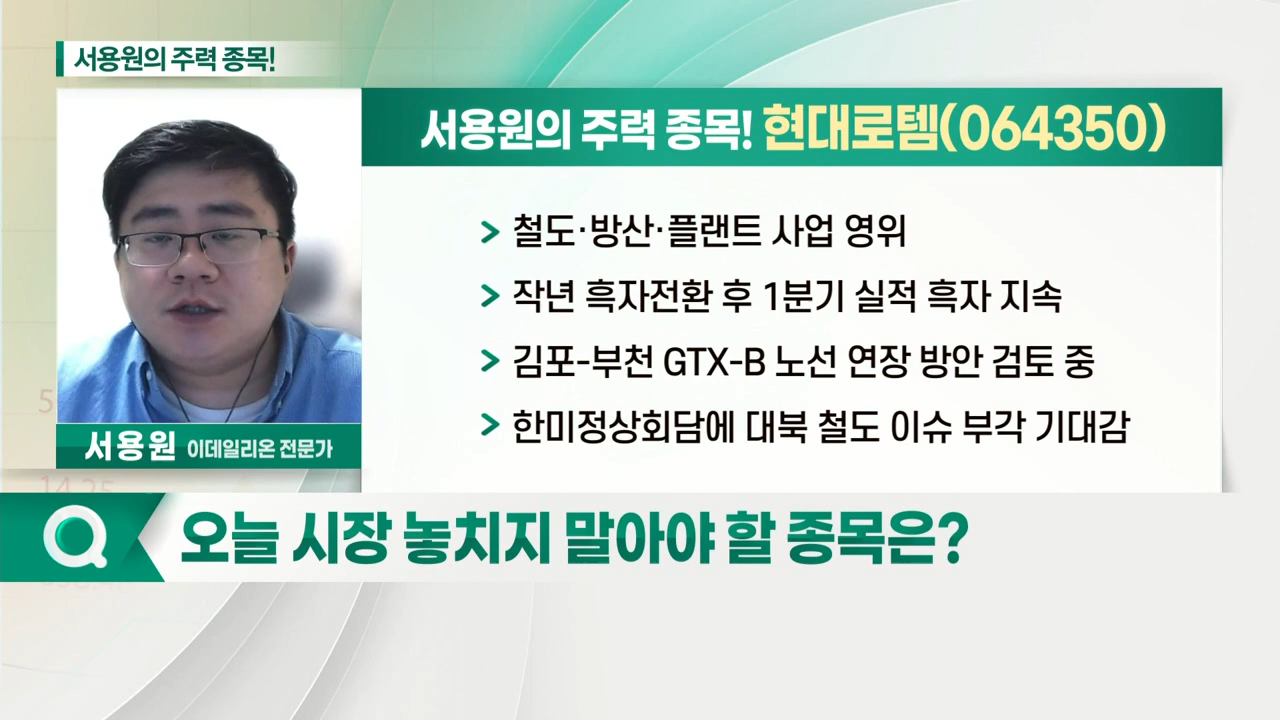 서용원의 주력 종목!
서용원의 주력 종목! 현대로템(064350)
> 철도·방산·플랜트 사업 영위
> 작년 흑자전환 후 1분기 실적 흑자 지속
> 김포-부천 GTX-B 노선 연장 방안 검토 중
> 한미정상회담에 대북 철도 이슈 부각 기대감
서용원 이데일리온 전문가
오늘 시장 놓치지 말아야 할 종목은?